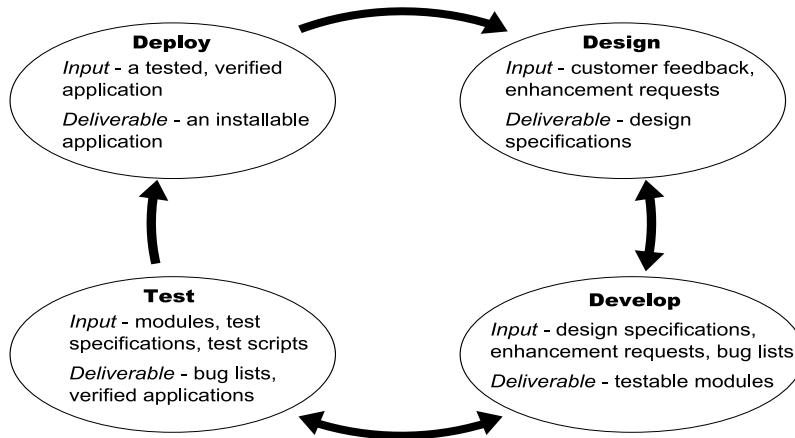 Deploy
Input - a tested, verified
application
Deliverable - an installable
application
Design
Input - customer feedback,
enhancement requests
Deliverable - design
specifications
Test
Input - modules, test
specifications, test scripts
Deliverable - bug lists,
verified applications
Develop
Input - design specifications,
enhancement requests, bug lists
Deliverable - testable modules